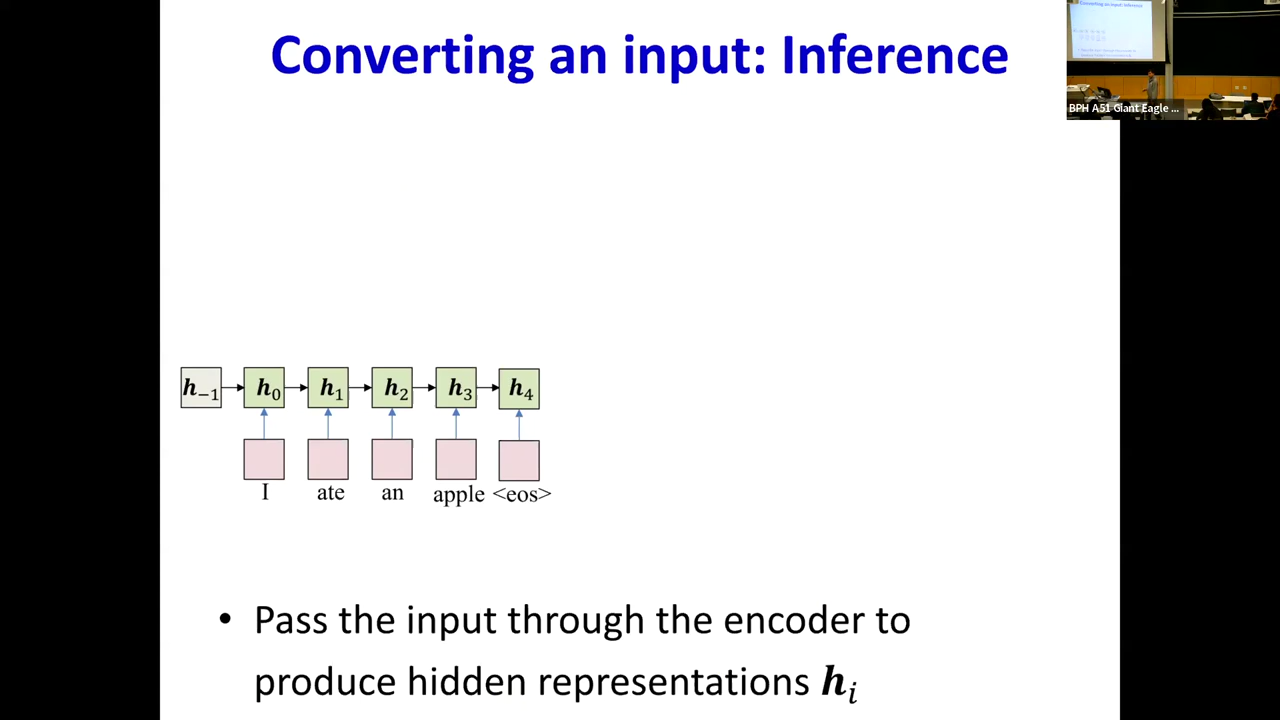 Converting an input: Inference
BPH A51 Giant Eagle ...
h₋₁ h₀ h₁ h₂ h₃ h₄
I ate an apple <eos>
• Pass the input through the encoder to
produce hidden representations hᵢ